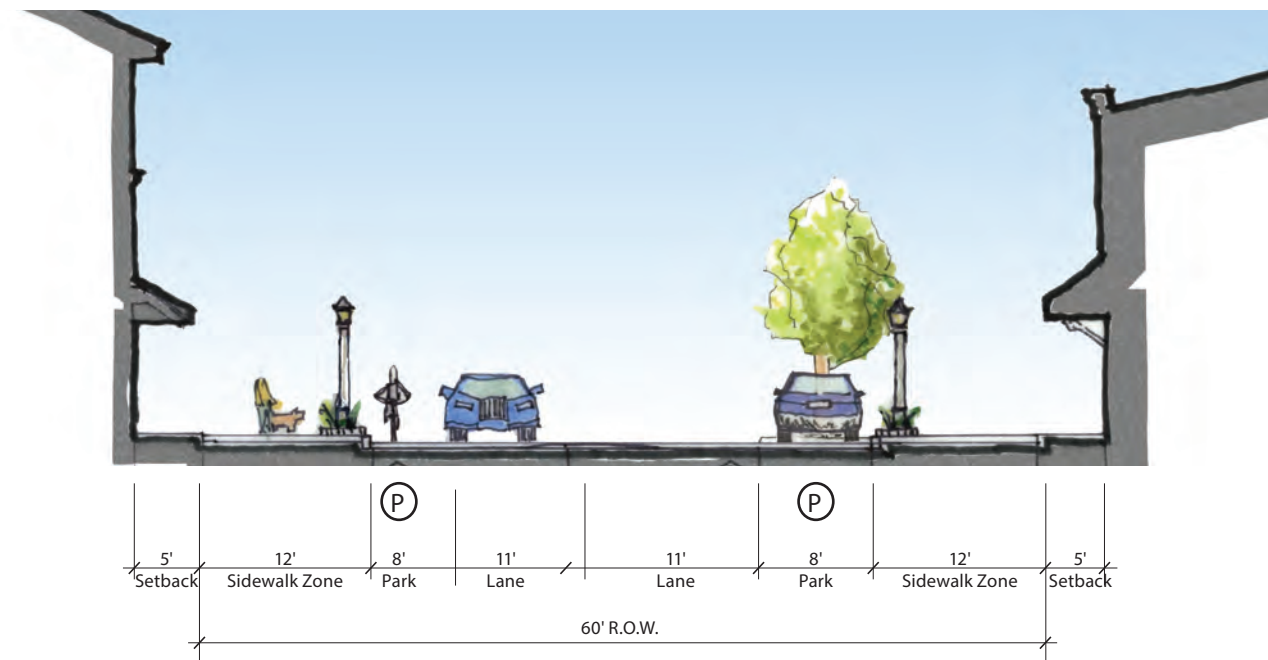 P P
5' 12' 8' 11' 11' 8' 12' 5'
Setback Sidewalk Zone Park Lane Lane Park Sidewalk Zone Setback
60' R.O.W.